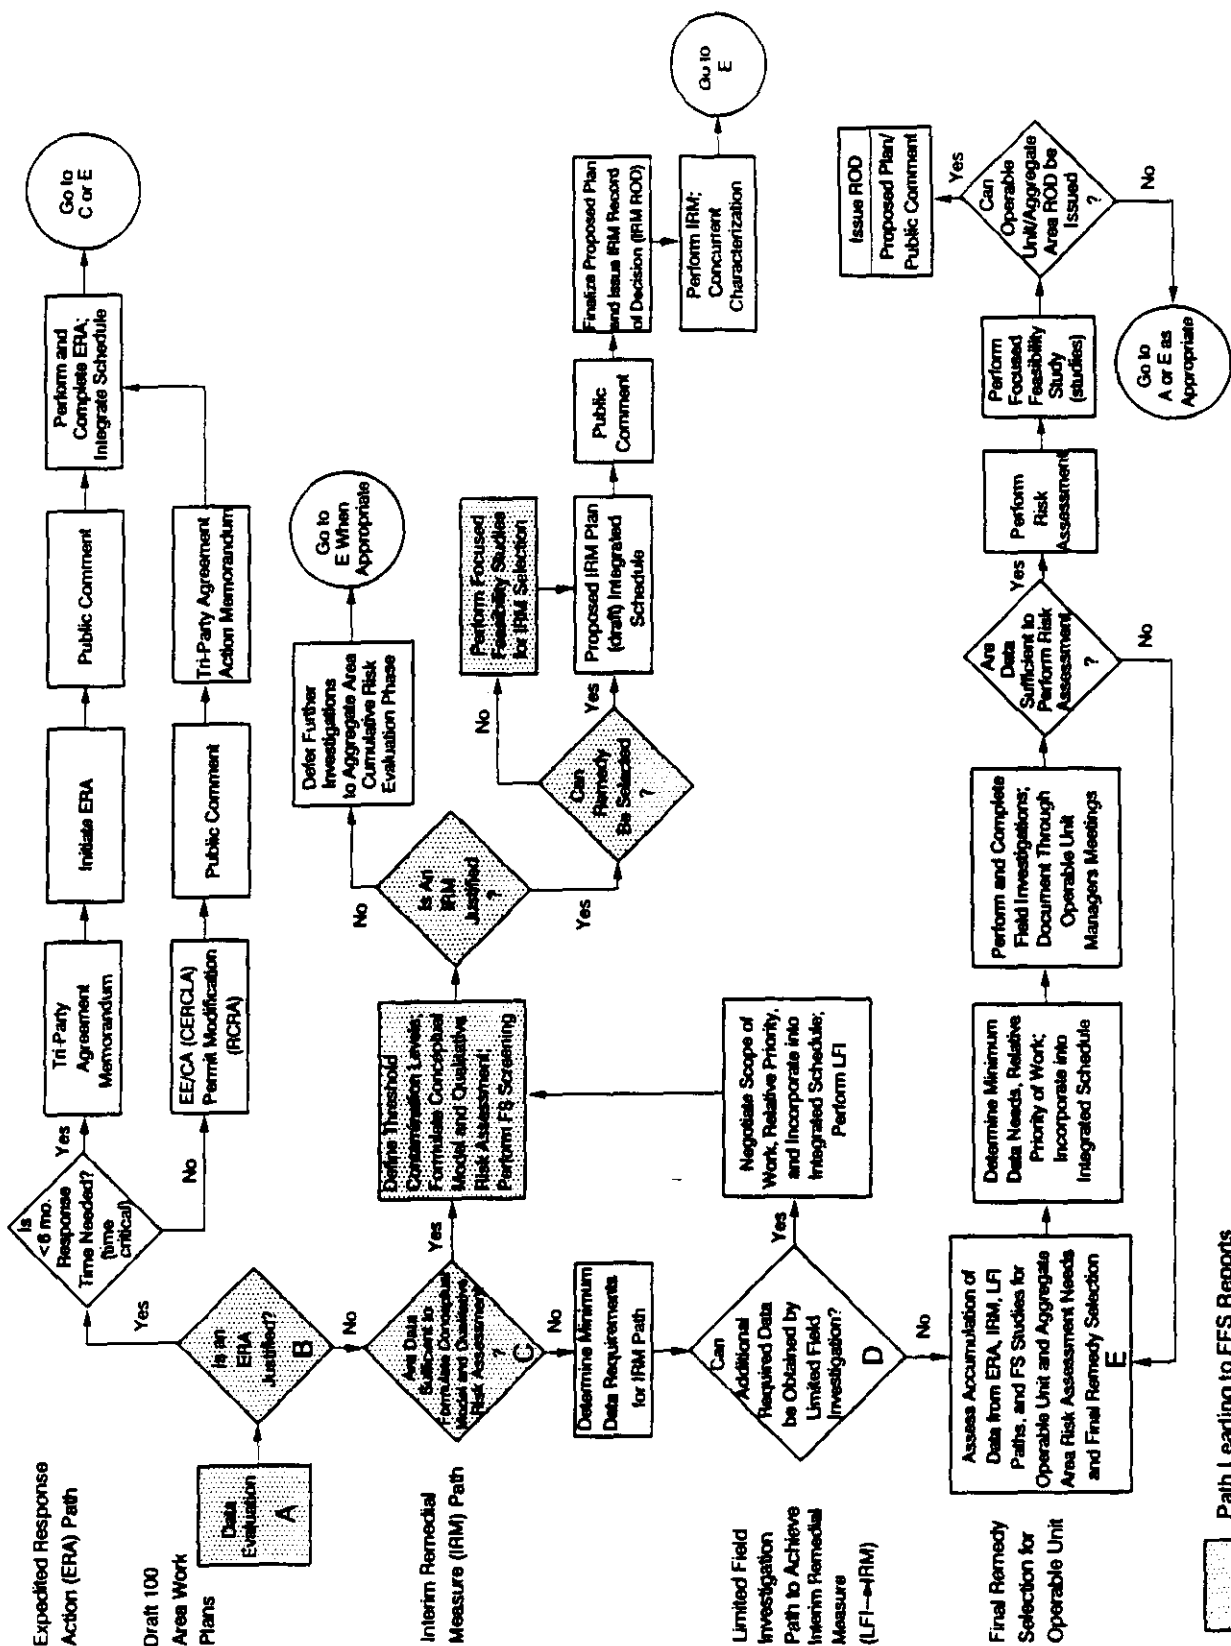 Expedited Response
Action (ERA) Path
Is
<6 mo.
Response
Time Needed?
(time
critical)
Yes
No
Tri-Party
Agreement
Memorandum
Initiate ERA
Public Comment
Perform and
Complete ERA;
Integrate Schedule
Go to
C or E
EE/CA (CERCLA)
Permit Modification
(RCRA)
Public Comment
Tri-Party Agreement
Action Memorandum
Draft 100
Area Work
Plans
Data
Evaluation
A
Is an
ERA
Justified?
B
Yes
No
Interim Remedial
Measure (IRM) Path
Are Data
Sufficient to
Formulate Conceptual
Model and Qualitative
Risk Assessment
?
C
Yes
No
Define Threshold
Contamination Levels;
Formulate Conceptual
Model and Qualitative
Risk Assessment;
Perform FS Screening
Is An
IRM
Justified
?
No
Yes
Defer Further
Investigations
to Aggregate Area
Cumulative Risk
Evaluation Phase
Go to
E When
Appropriate
Can
Remedy
Be Selected
?
No
Yes
Perform Focused
Feasibility Studies
for IRM Selection
Proposed IRM Plan
(draft) Integrated
Schedule
Public
Comment
Finalize Proposed Plan
and Issue IRM Record
of Decision (IRM ROD)
Perform IRM;
Concurrent
Characterization
Go to
E
Determine Minimum
Data Requirements
for IRM Path
Limited Field
Investigation
Path to Achieve
Interim Remedial
Measure
(LFI→IRM)
Can
Additional
Required Data
be Obtained by
Limited Field
Investigation?
D
Yes
No
Negotiate Scope of
Work, Relative Priority,
and Incorporate into
Integrated Schedule;
Perform LFI
Final Remedy
Selection for
Operable Unit
Assess Accumulation of
Data from ERA, IRM, LFI
Paths, and FS Studies for
Operable Unit and Aggregate
Area Risk Assessment Needs
and Final Remedy Selection
E
Determine Minimum
Data Needs, Relative
Priority of Work;
Incorporate into
Integrated Schedule
Perform and Complete
Field Investigations;
Document Through
Operable Unit
Managers Meetings
Are
Data
Sufficient to
Perform Risk
Assessment
?
Yes
No
Perform
Risk
Assessment
Perform
Focused
Feasibility
Study
(studies)
Can
Operable
Unit/Aggregate
Area ROD be
Issued
?
Yes
No
Issue ROD
Proposed Plan/
Public Comment
Go to
A or E as
Appropriate
Path Leading to FFS Reports